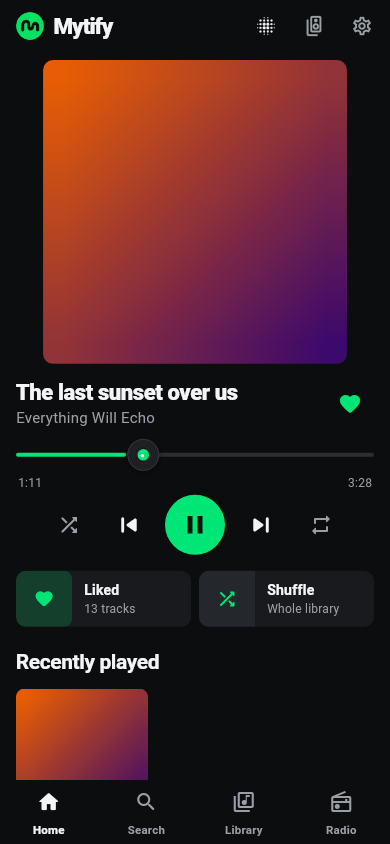 Mytify
The last sunset over us
Everything Will Echo
1:11
3:28
Liked
13 tracks
Shuffle
Whole library
Recently played
Home
Search
Library
Radio